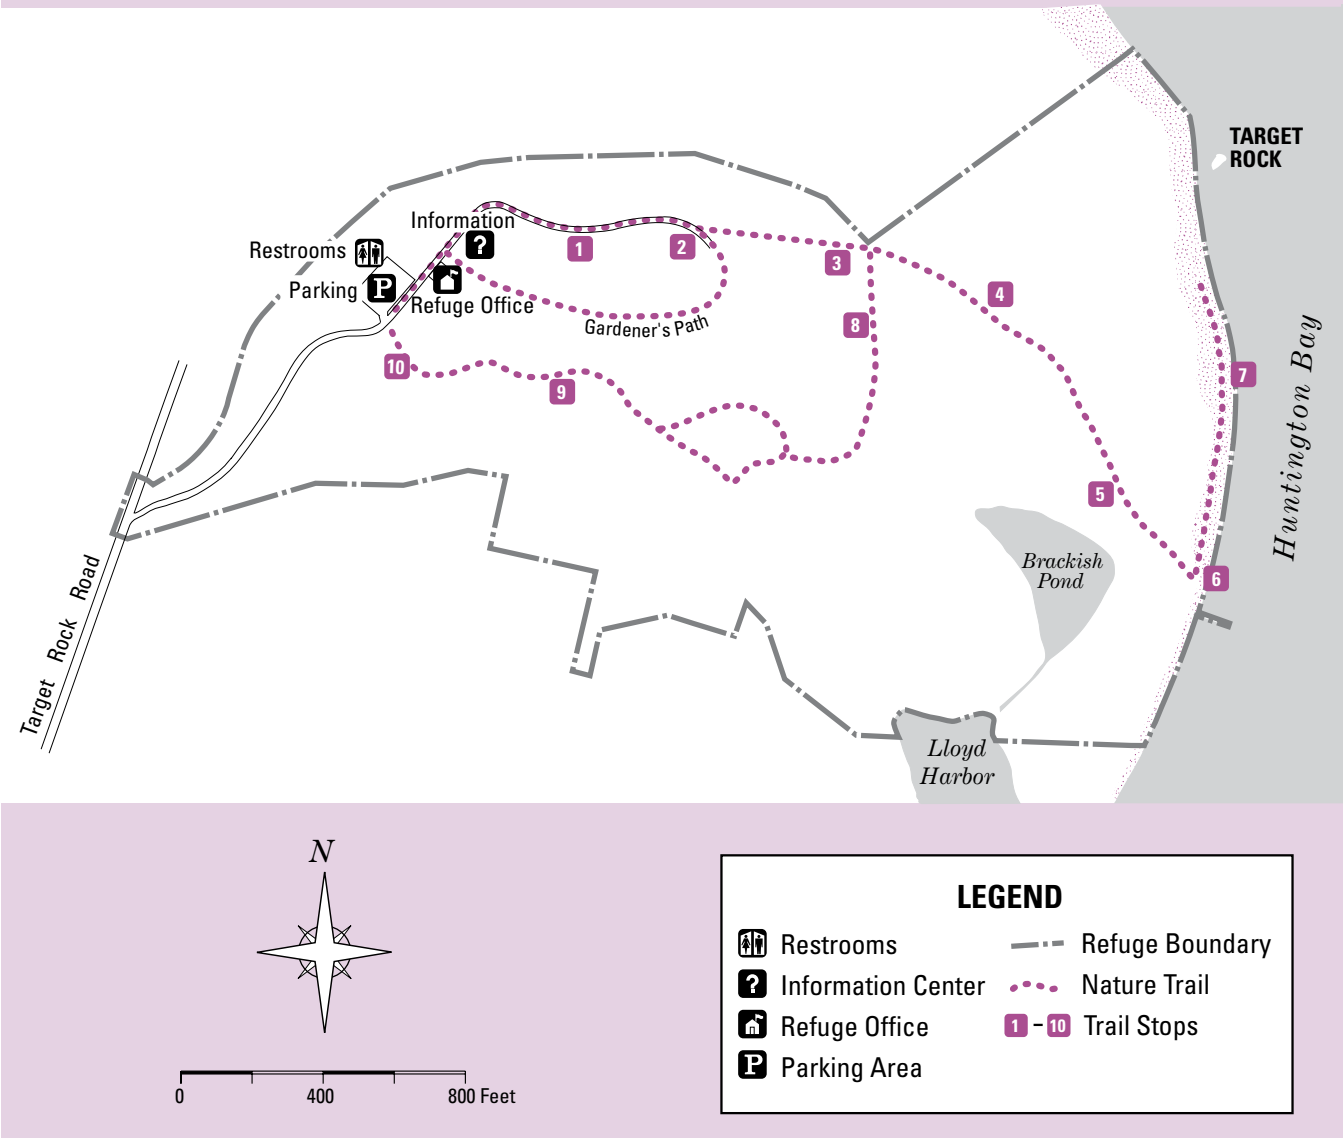 TARGET
ROCK
Information
Restrooms
?
1
2
3
Parking
P
Refuge Office
4
Gardener's Path
8
10
9
7
Huntington Bay
5
Brackish
Pond
6
Target Rock Road
Lloyd
Harbor
N
0 400 800 Feet
LEGEND
Restrooms
? Information Center
Refuge Office
P Parking Area
Refuge Boundary
Nature Trail
1 - 10 Trail Stops